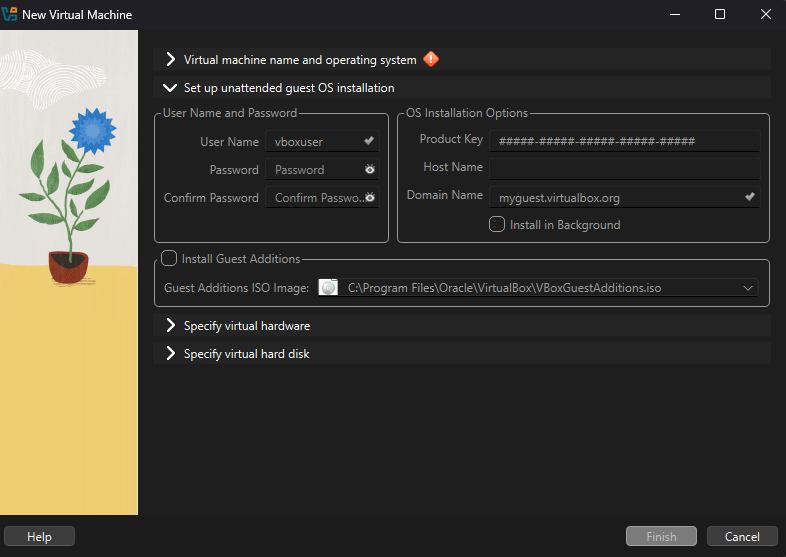 New Virtual Machine
Virtual machine name and operating system
Set up unattended guest OS installation
User Name and Password
User Name vboxuser
Password Password
Confirm Password Confirm Passwo...
OS Installation Options
Product Key #####-#####-#####-#####-#####
Host Name
Domain Name myguest.virtualbox.org
Install in Background
Install Guest Additions
Guest Additions ISO Image: C:\Program Files\Oracle\VirtualBox\VBoxGuestAdditions.iso
Specify virtual hardware
Specify virtual hard disk
Help Finish Cancel